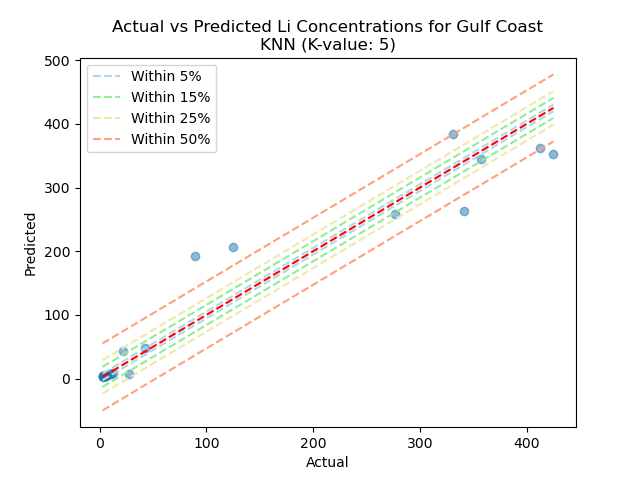 Actual vs Predicted Li Concentrations for Gulf Coast
KNN (K-value: 5)
Within 5%
Within 15%
Within 25%
Within 50%
500
400
300
200
100
0
Predicted
0 100 200 300 400
Actual